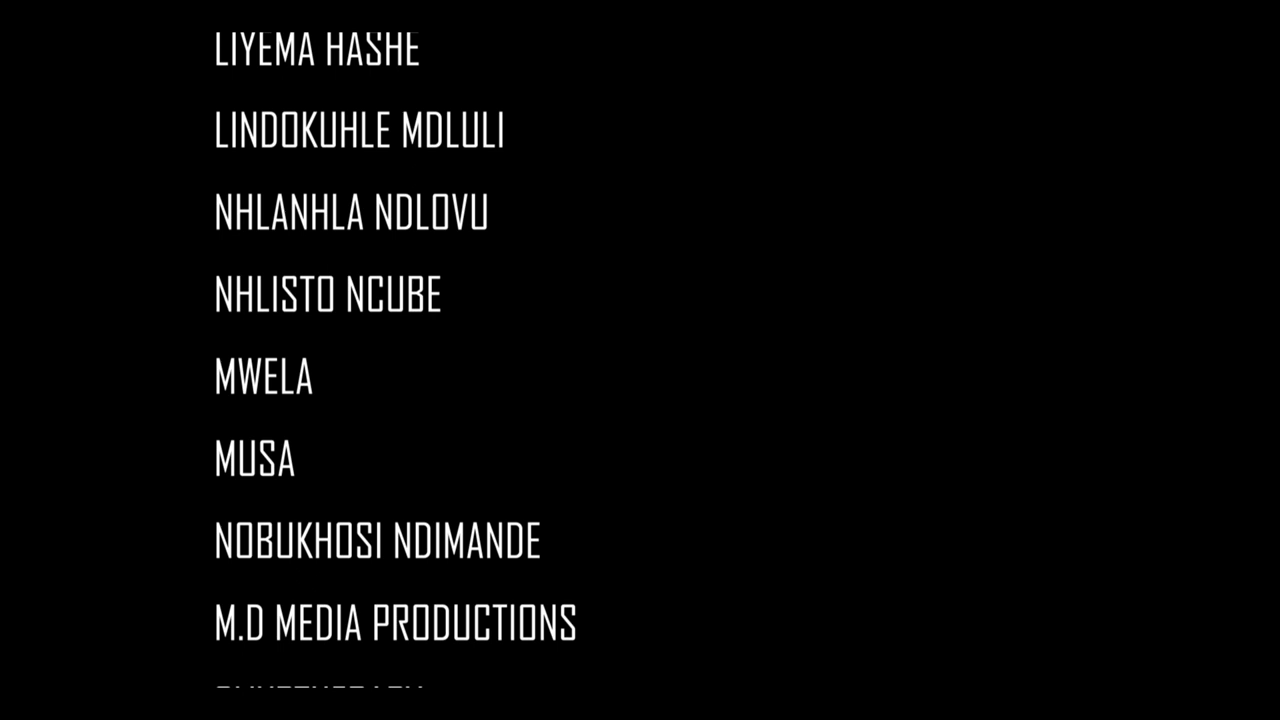 LIYEMA HASHE
LINDOKUHLE MDLULI
NHLANHLA NDLOVU
NHLISTO NCUBE
MWELA
MUSA
NOBUKHOSI NDIMANDE
M.D MEDIA PRODUCTIONS